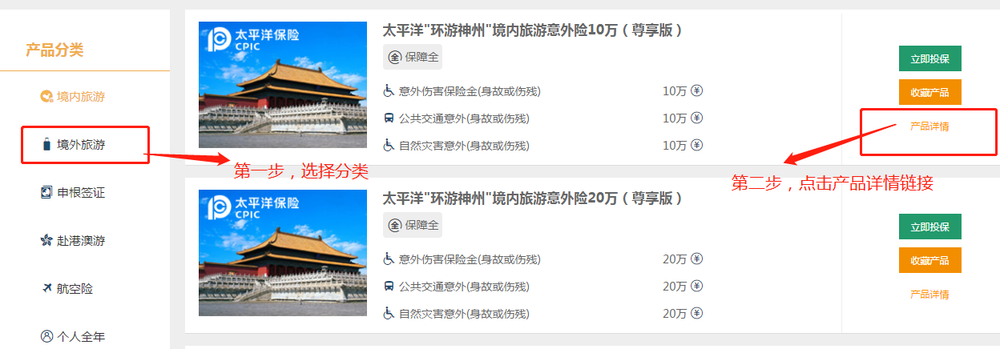 产品分类
境内旅游
境外旅游
申根签证
赴港澳游
航空险
个人全年
第一步，选择分类
太平洋保险
CPIC
太平洋"环游神州"境内旅游意外险10万（尊享版）
全 保障全
意外伤害保险金(身故或伤残) 10万 ¥
公共交通意外(身故或伤残) 10万 ¥
自然灾害意外(身故或伤残) 10万 ¥
立即投保
收藏产品
产品详情
第二步，点击产品详情链接
太平洋保险
CPIC
太平洋"环游神州"境内旅游意外险20万（尊享版）
全 保障全
意外伤害保险金(身故或伤残) 20万 ¥
公共交通意外(身故或伤残) 20万 ¥
自然灾害意外(身故或伤残) 20万 ¥
立即投保
收藏产品
产品详情